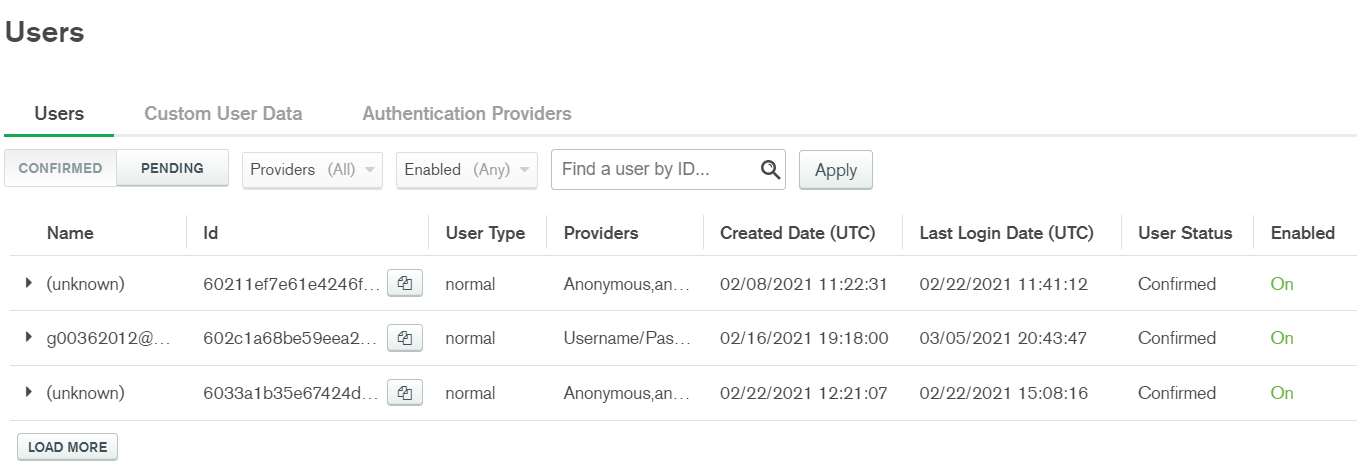 Users
Users Custom User Data Authentication Providers
CONFIRMED PENDING Providers (All) Enabled (Any) Find a user by ID... Apply
Name Id User Type Providers Created Date (UTC) Last Login Date (UTC) User Status Enabled
(unknown) 60211ef7e61e4246f... normal Anonymous,an... 02/08/2021 11:22:31 02/22/2021 11:41:12 Confirmed On
g00362012@... 602c1a68be59eea2... normal Username/Pas... 02/16/2021 19:18:00 03/05/2021 20:43:47 Confirmed On
(unknown) 6033a1b35e67424d... normal Anonymous,an... 02/22/2021 12:21:07 02/22/2021 15:08:16 Confirmed On
LOAD MORE